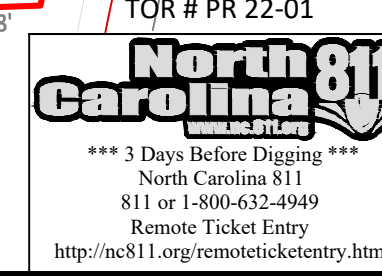 8'
TOR # PR 22-01
North 811
Carolina
www.nc811.org
*** 3 Days Before Digging ***
North Carolina 811
811 or 1-800-632-4949
Remote Ticket Entry
http://nc811.org/remoteticketentry.htm